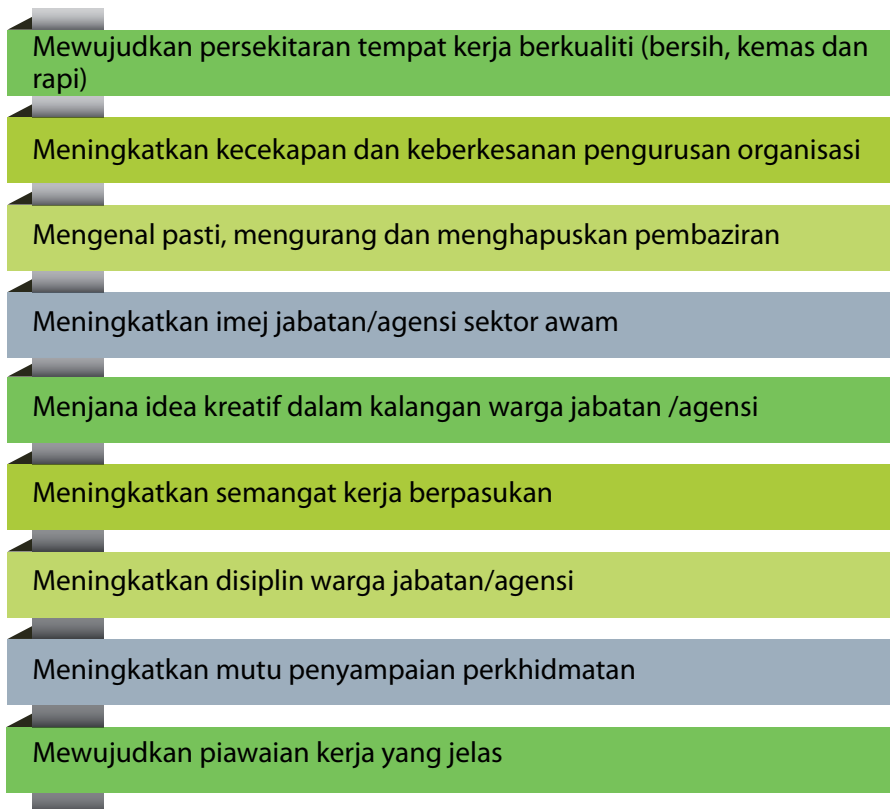 Mewujudkan persekitaran tempat kerja berkualiti (bersih, kemas dan
rapi)
Meningkatkan kecekapan dan keberkesanan pengurusan organisasi
Mengenal pasti, mengurang dan menghapuskan pembaziran
Meningkatkan imej jabatan/agensi sektor awam
Menjana idea kreatif dalam kalangan warga jabatan /agensi
Meningkatkan semangat kerja berpasukan
Meningkatkan disiplin warga jabatan/agensi
Meningkatkan mutu penyampaian perkhidmatan
Mewujudkan piawaian kerja yang jelas